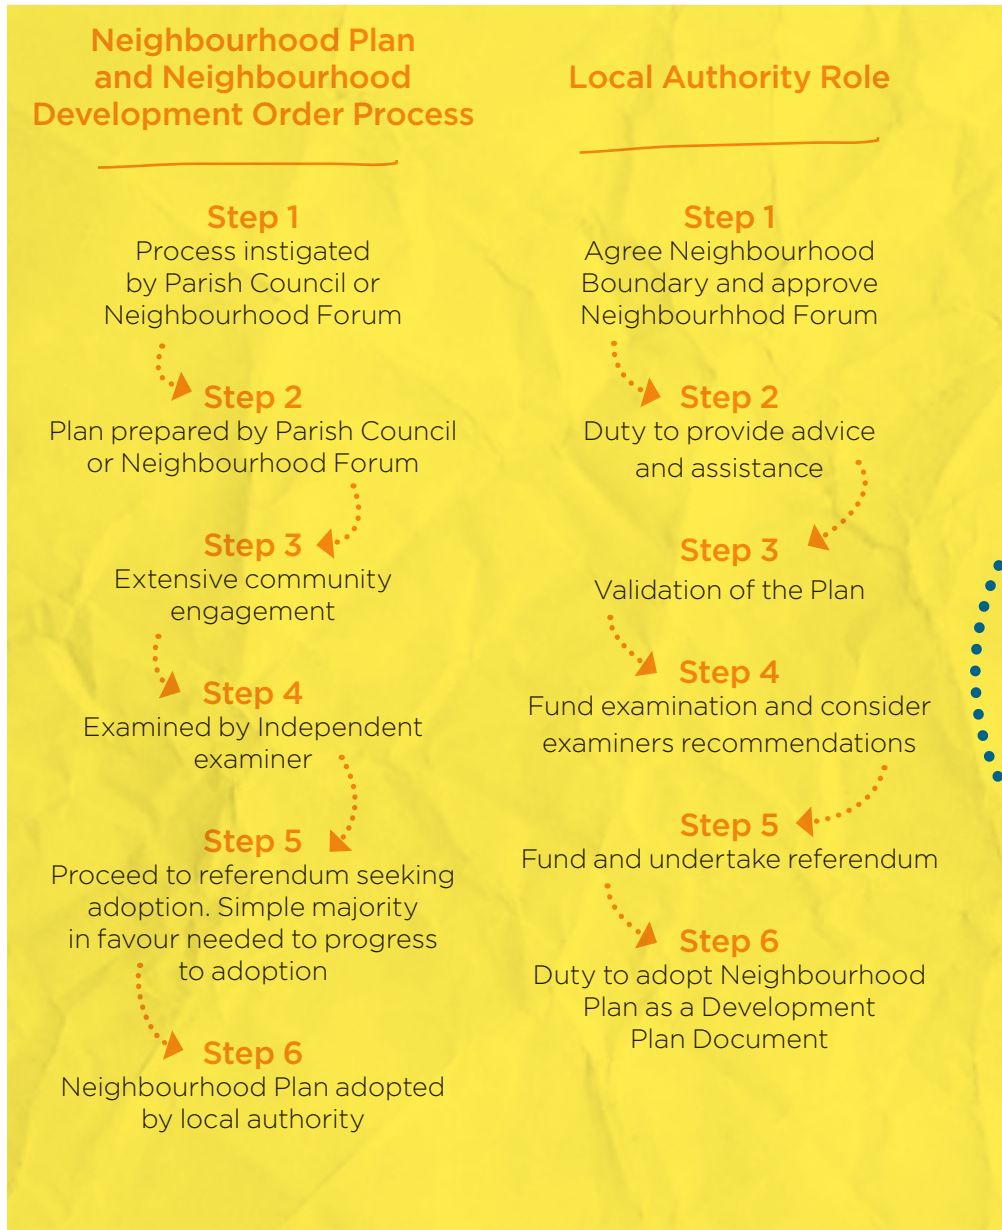 Neighbourhood Plan
and Neighbourhood
Development Order Process
Step 1
Process instigated
by Parish Council or
Neighbourhood Forum
Step 2
Plan prepared by Parish Council
or Neighbourhood Forum
Step 3
Extensive community
engagement
Step 4
Examined by Independent
examiner
Step 5
Proceed to referendum seeking
adoption. Simple majority
in favour needed to progress
to adoption
Step 6
Neighbourhood Plan adopted
by local authority
Local Authority Role
Step 1
Agree Neighbourhood
Boundary and approve
Neighbourhhod Forum
Step 2
Duty to provide advice
and assistance
Step 3
Validation of the Plan
Step 4
Fund examination and consider
examiners recommendations
Step 5
Fund and undertake referendum
Step 6
Duty to adopt Neighbourhood
Plan as a Development
Plan Document